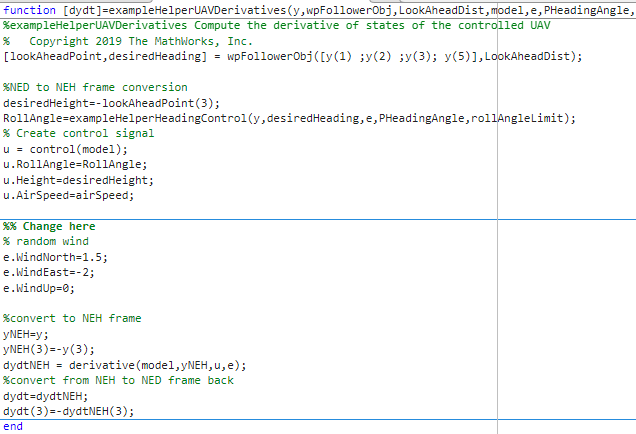 function [dydt]=exampleHelperUAVDerivatives(y,wpFollowerObj,LookAheadDist,model,e,PHeadingAngle,
%exampleHelperUAVDerivatives Compute the derivative of states of the controlled UAV
%   Copyright 2019 The MathWorks, Inc.
[lookAheadPoint,desiredHeading] = wpFollowerObj([y(1) ;y(2) ;y(3); y(5)],LookAheadDist);
%NED to NEH frame conversion
desiredHeight=-lookAheadPoint(3);
RollAngle=exampleHelperHeadingControl(y,desiredHeading,e,PHeadingAngle,rollAngleLimit);
% Create control signal
u = control(model);
u.RollAngle=RollAngle;
u.Height=desiredHeight;
u.AirSpeed=airSpeed;
%% Change here
% random wind
e.WindNorth=1.5;
e.WindEast=-2;
e.WindUp=0;
%convert to NEH frame
yNEH=y;
yNEH(3)=-y(3);
dydtNEH = derivative(model,yNEH,u,e);
%convert from NEH to NED frame back
dydt=dydtNEH;
dydt(3)=-dydtNEH(3);
end